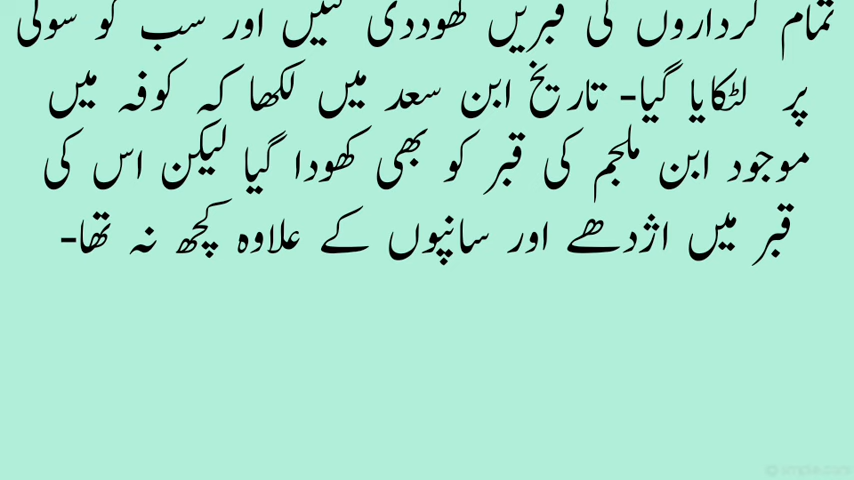 تمام کرداروں کی قبریں کھوددی گئیں اور سب کو سولی
پر لٹکایا گیا- تاریخ ابن سعد میں لکھا کہ کوفہ میں
موجود ابن ملجم کی قبر کو بھی کھودا گیا لیکن اس کی
قبر میں اژدھے اور سانپوں کے علاوہ کچھ نہ تھا-